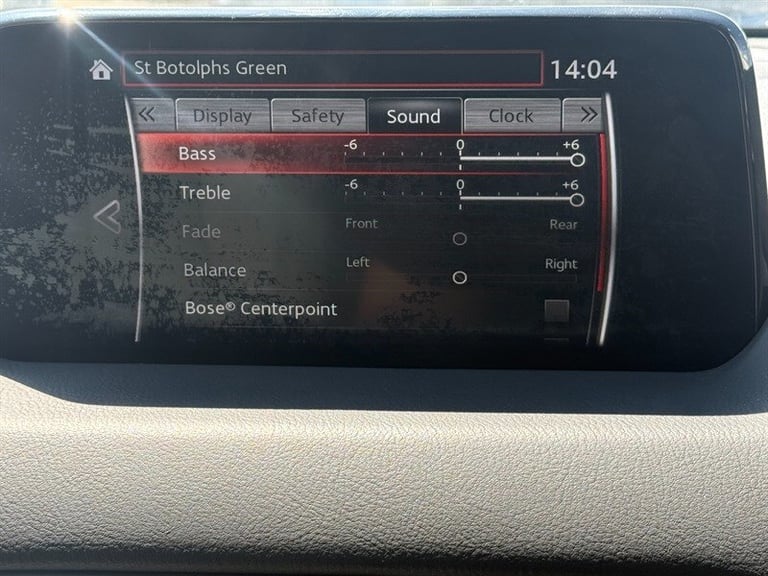 St Botolphs Green 14:04
« Display Safety Sound Clock »
Bass -6 0 +6
Treble -6 0 +6
Fade Front Rear
Balance Left Right
Bose® Centerpoint